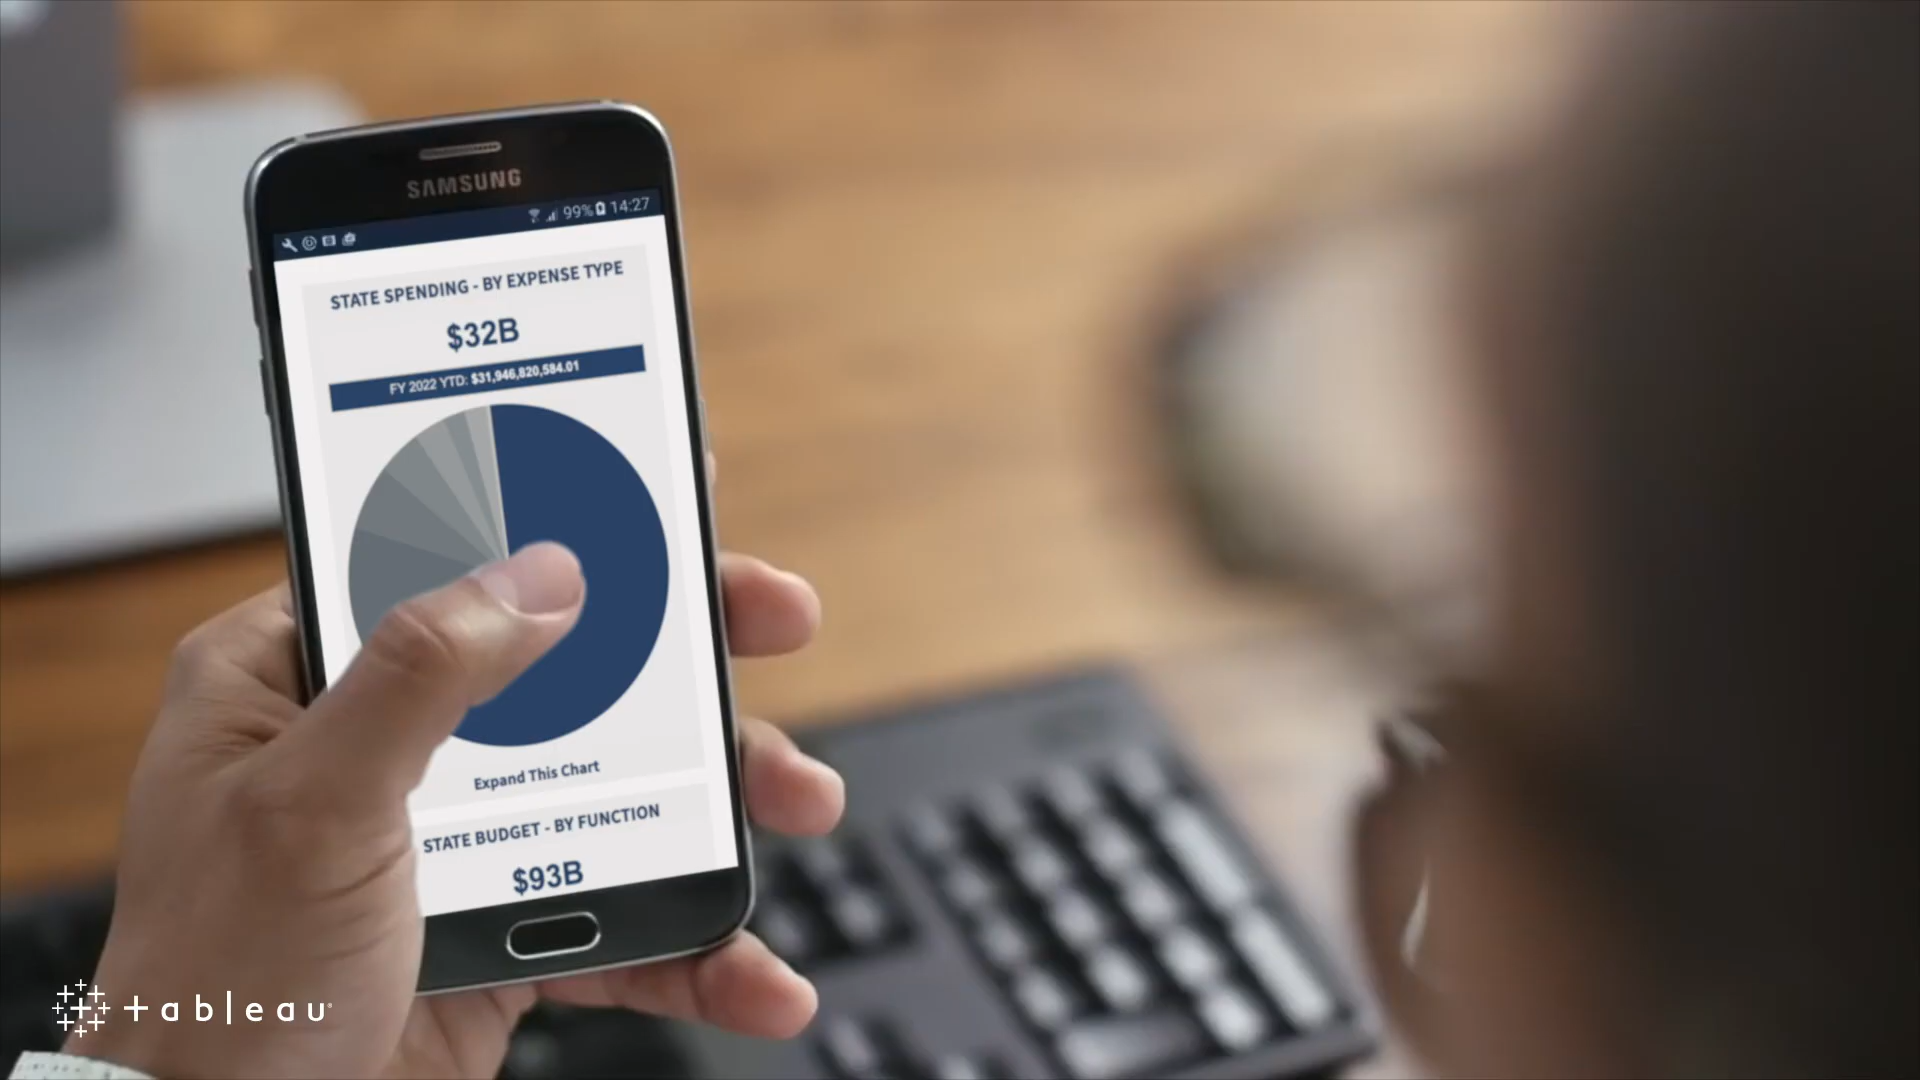 SAMSUNG
99% 14:27
STATE SPENDING - BY EXPENSE TYPE
$32B
FY 2022 YTD: $31,946,820,584.01
Expand This Chart
STATE BUDGET - BY FUNCTION
$93B
+ableau